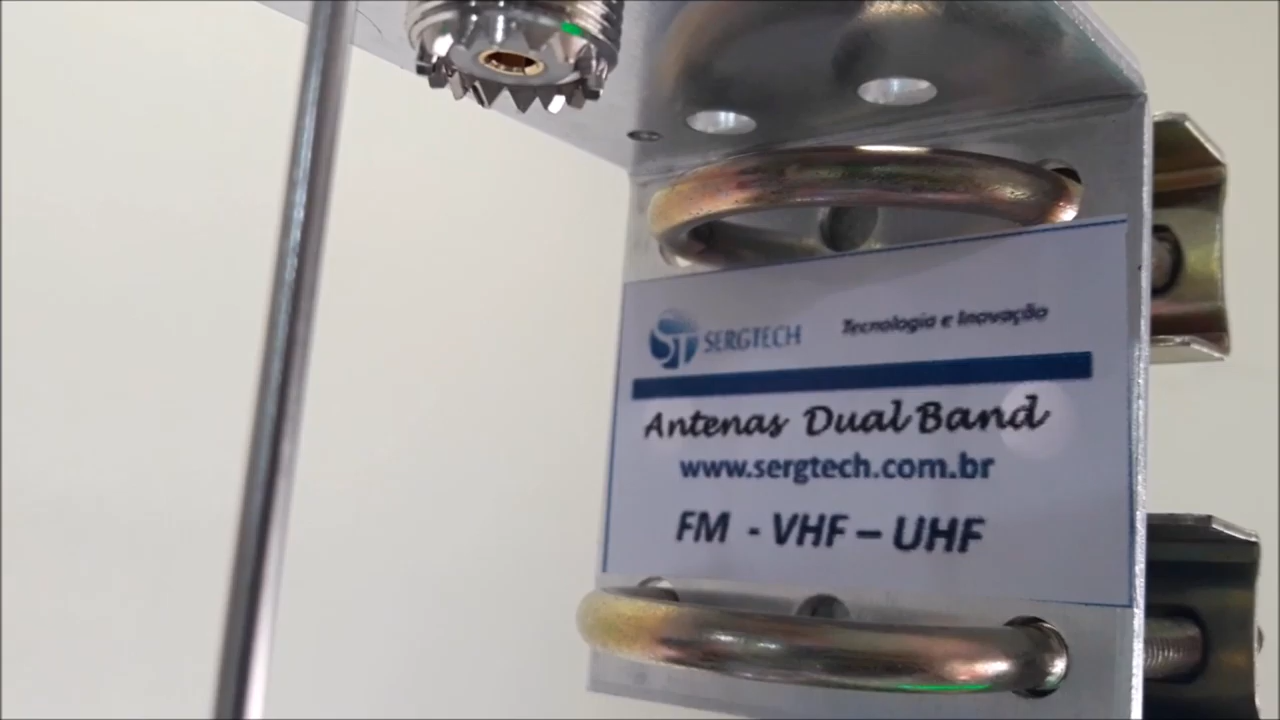 ST SERGTECH Tecnologia e Inovação
Antenas Dual Band
www.sergtech.com.br
FM - VHF – UHF